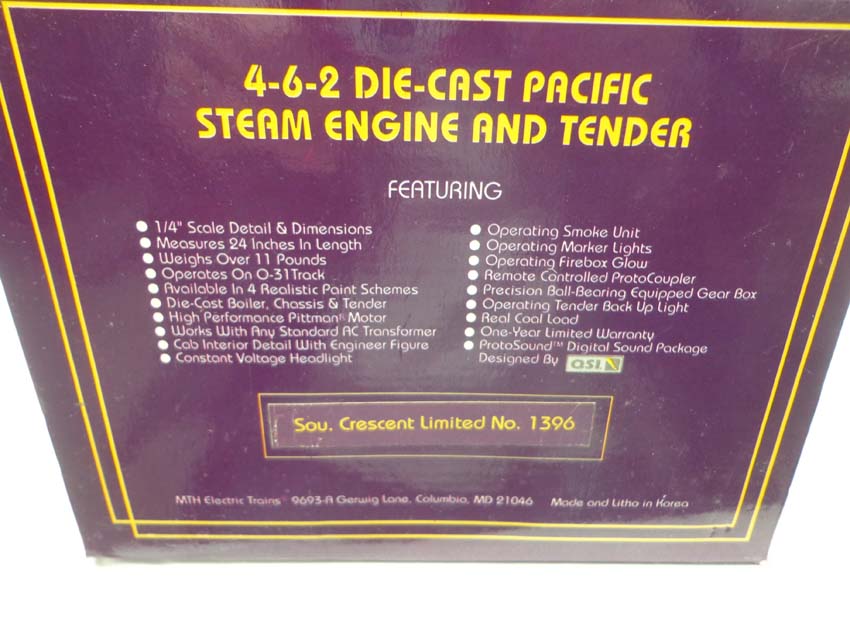 4-6-2 DIE-CAST PACIFIC
STEAM ENGINE AND TENDER
FEATURING
● 1/4" Scale Detail & Dimensions
● Measures 24 Inches In Length
● Weighs Over 11 Pounds
● Operates On O-31Track
● Available In 4 Realistic Paint Schemes
● Die-Cast Boiler, Chassis & Tender
● High Performance Pittman® Motor
● Works With Any Standard AC Transformer
● Cab Interior Detail With Engineer Figure
● Constant Voltage Headlight
● Operating Smoke Unit
● Operating Marker Lights
● Operating Firebox Glow
● Remote Controlled ProtoCoupler
● Precision Ball-Bearing Equipped Gear Box
● Operating Tender Back Up Light
● Real Coal Load
● One-Year Limited Warranty
● ProtoSound™ Digital Sound Package
Designed By QSI
Sou. Crescent Limited No. 1396
MTH Electric Trains 9693-A Gerwig Lane, Columbia, MD 21046 Made and Litho in Korea